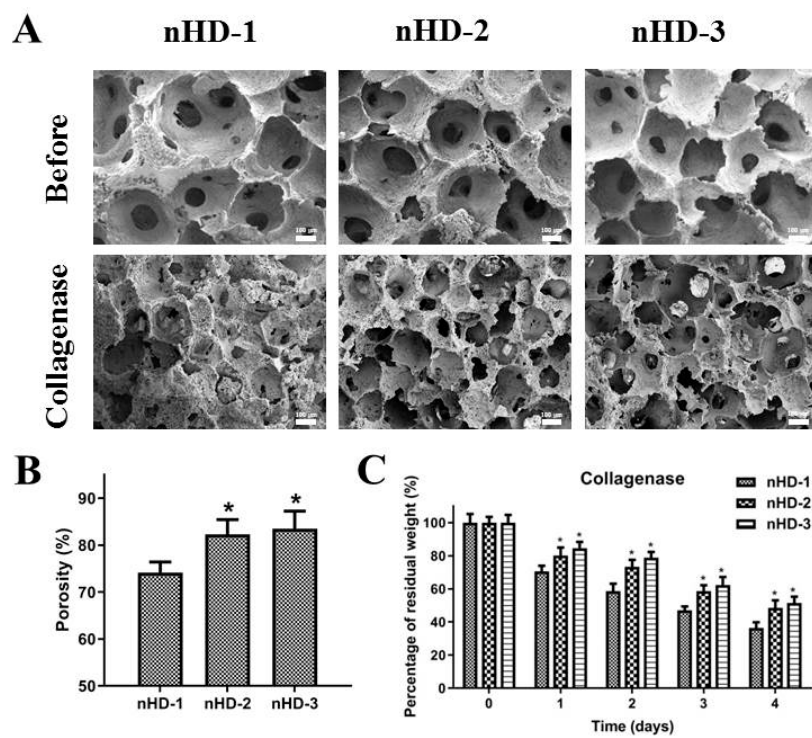 A
nHD-1
nHD-2
nHD-3
Before
100 μm
100 μm
100 μm
Collagenase
100 μm
100 μm
100 μm
B
Porosity (%)
90
80
70
60
50
*
*
nHD-1 nHD-2 nHD-3
C
Collagenase
nHD-1
nHD-2
nHD-3
Percentage of residual weight (%)
100
80
60
40
20
0
* *
* *
* *
* *
0 1 2 3 4
Time (days)